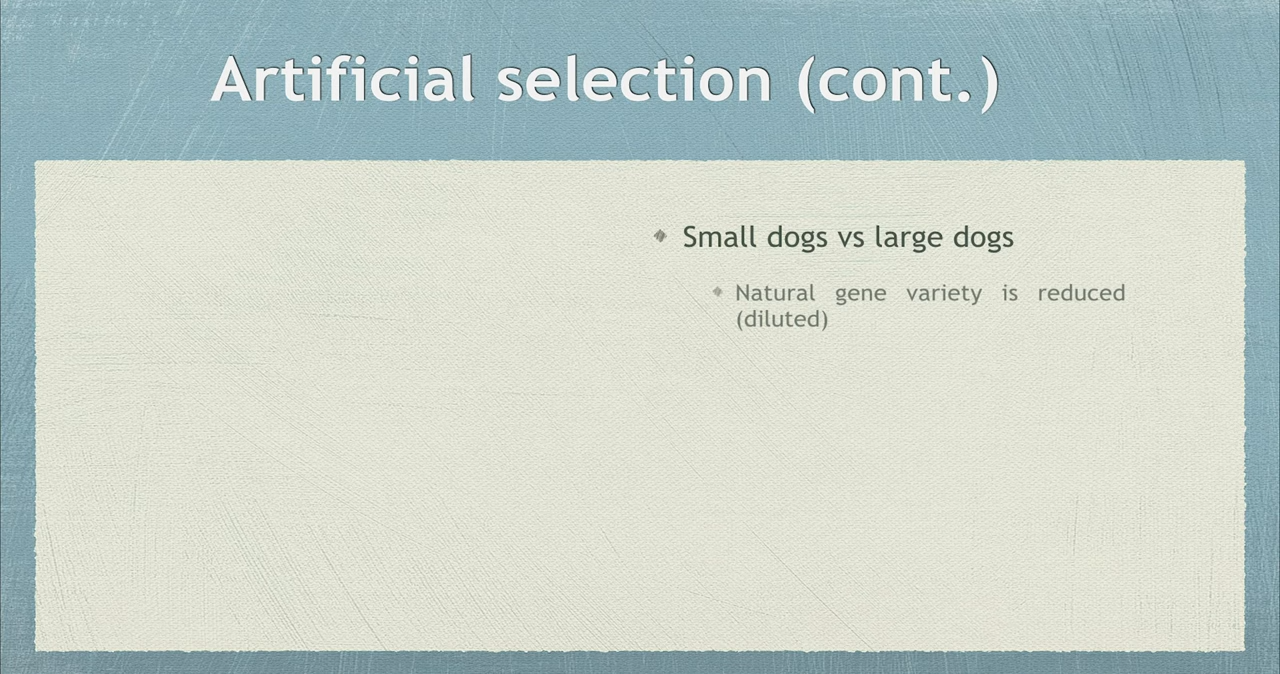 Artificial selection (cont.)
Small dogs vs large dogs
Natural gene variety is reduced
(diluted)